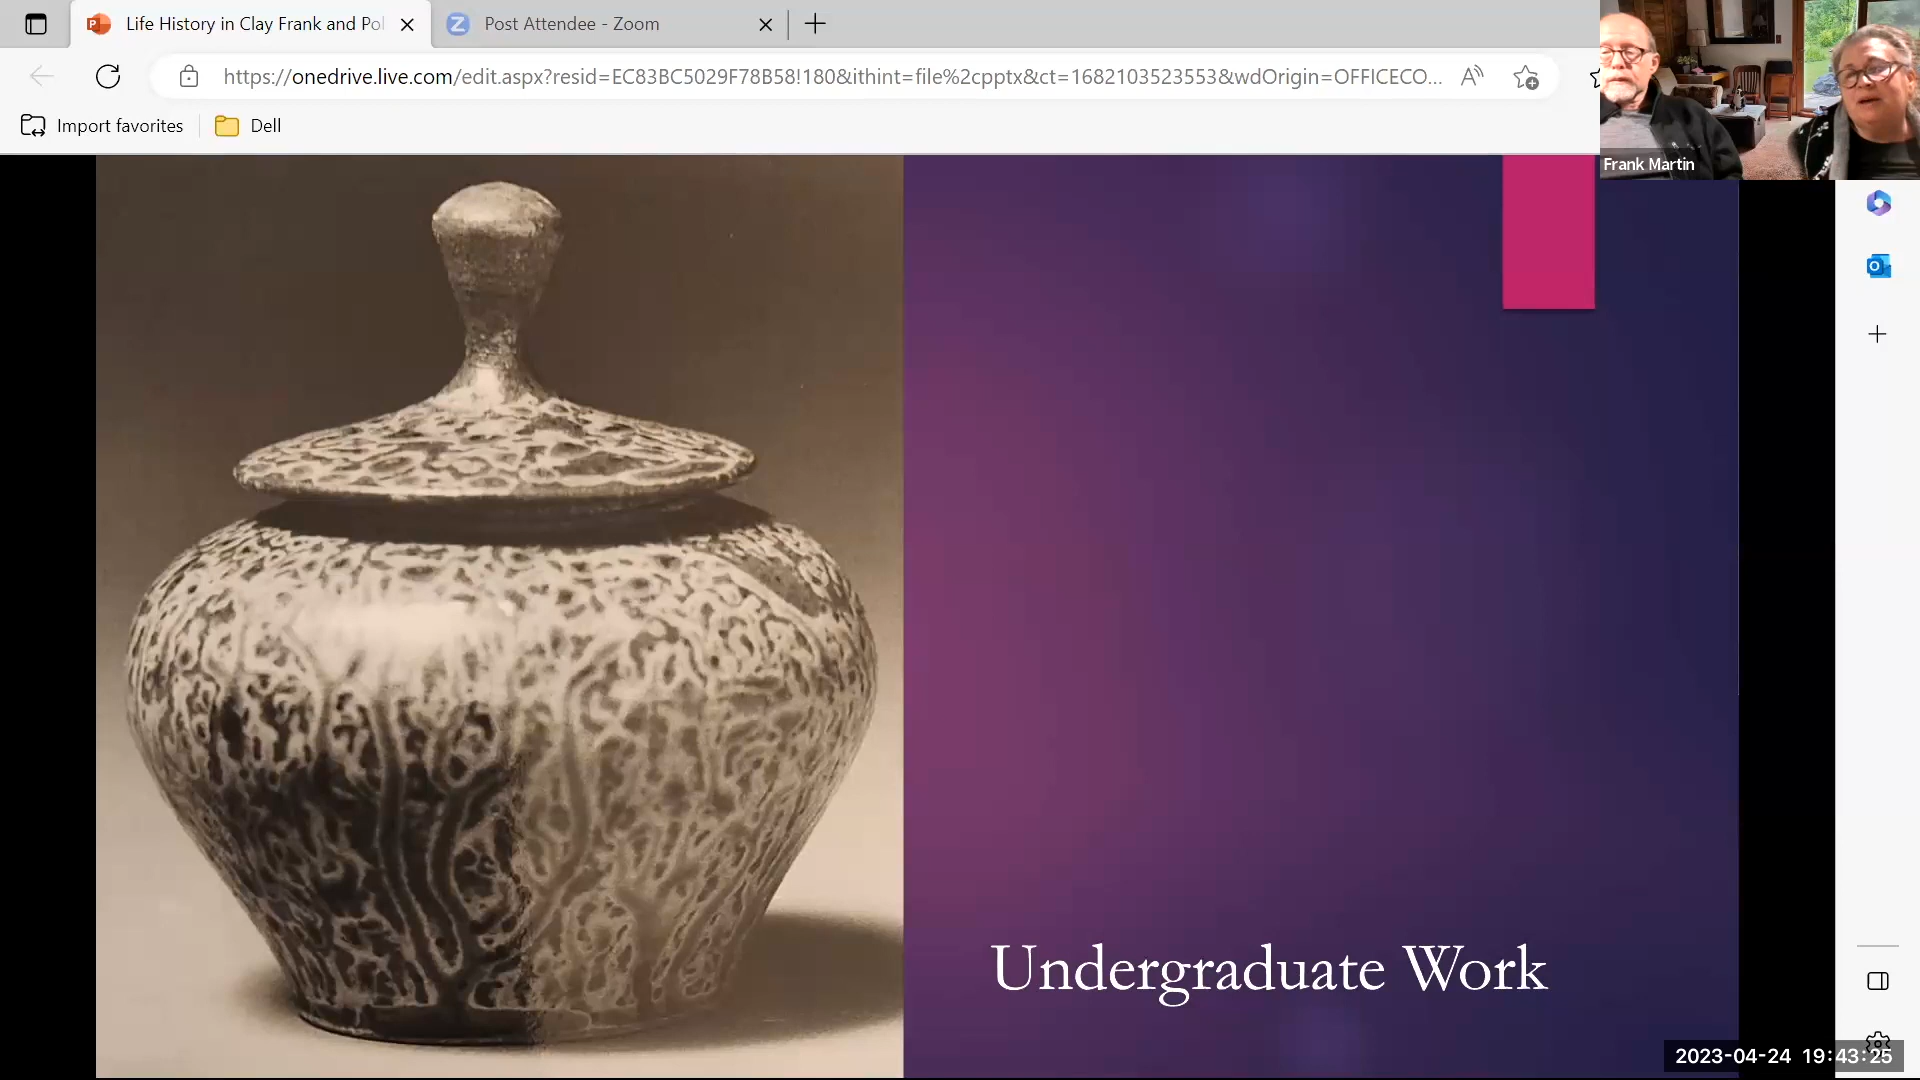 Life History in Clay Frank and Pol
Post Attendee - Zoom
https://onedrive.live.com/edit.aspx?resid=EC83BC5029F78B58!180&ithint=file%2cpptx&ct=1682103523553&wdOrigin=OFFICECO...
Import favorites
Dell
Frank Martin
Undergraduate Work
2023-04-24 19:43:25